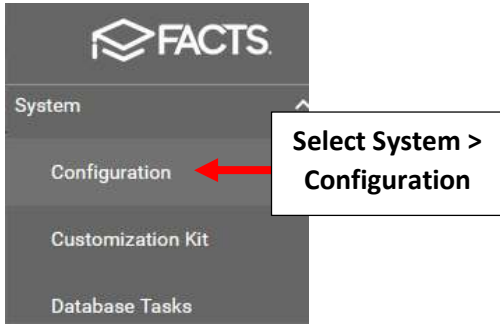 FACTS.
System
Select System >
Configuration
Configuration
Customization Kit
Database Tasks